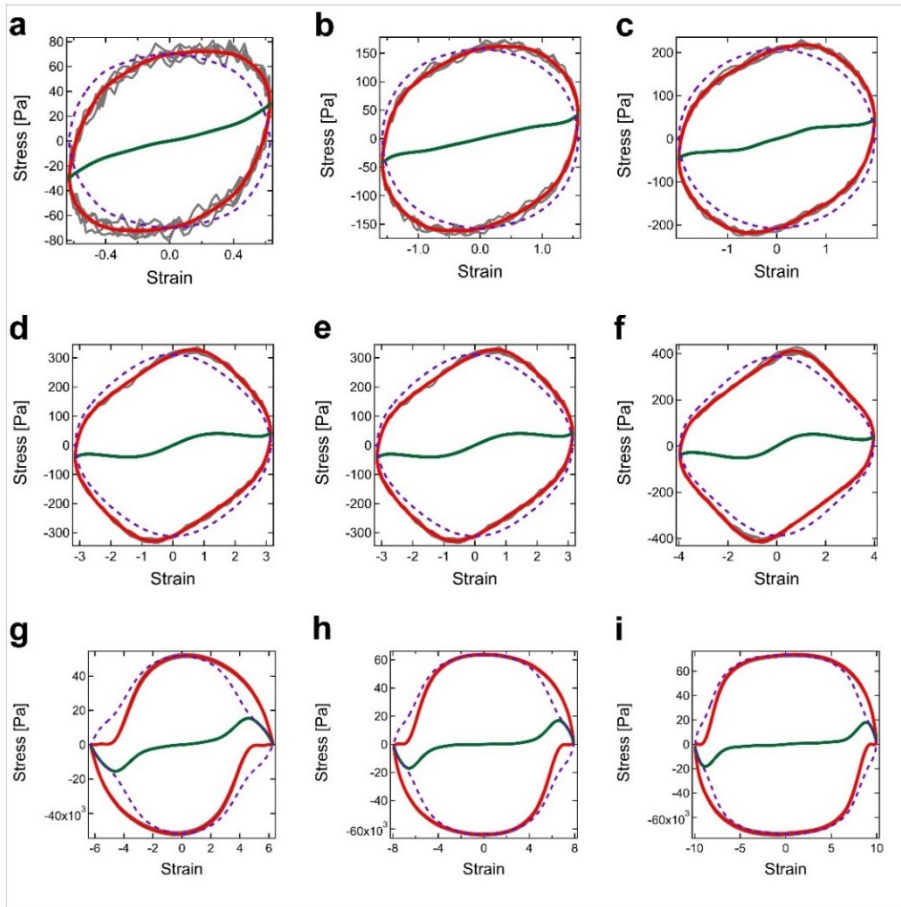 a
80
60
40
20
0
-20
-40
-60
-80
Stress [Pa]
-0.4 0.0 0.4
Strain
b
150
100
50
0
-50
-100
-150
Stress [Pa]
-1.0 0.0 1.0
Strain
c
200
100
0
-100
-200
Stress [Pa]
-1 0 1
Strain
d
300
200
100
0
-100
-200
-300
Stress [Pa]
-3 -2 -1 0 1 2 3
Strain
e
300
200
100
0
-100
-200
-300
Stress [Pa]
-3 -2 -1 0 1 2 3
Strain
f
400
200
0
-200
-400
Stress [Pa]
-4 -2 0 2 4
Strain
g
40
20
0
-20
-40x10³
Stress [Pa]
-6 -4 -2 0 2 4 6
Strain
h
60
40
20
0
-20
-40
-60x10³
Stress [Pa]
-8 -4 0 4 8
Strain
i
60
40
20
0
-20
-40
-60x10³
Stress [Pa]
-10 -5 0 5 10
Strain